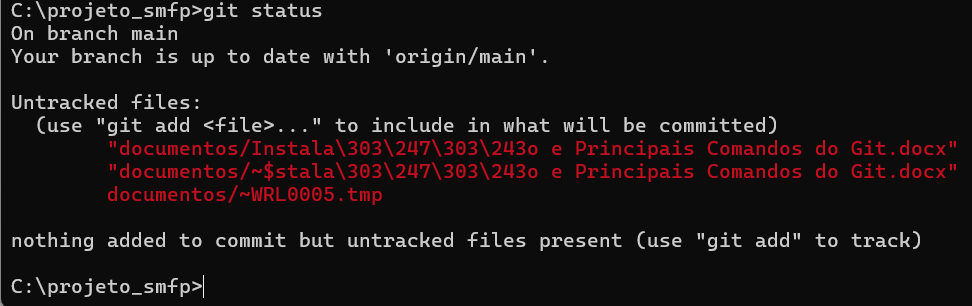 C:\projeto_smfp>git status
On branch main
Your branch is up to date with 'origin/main'.
Untracked files:
(use "git add <file>..." to include in what will be committed)
"documentos/Instala\303\247\303\243o e Principais Comandos do Git.docx"
"documentos/~$stala\303\247\303\243o e Principais Comandos do Git.docx"
documentos/~WRL0005.tmp
nothing added to commit but untracked files present (use "git add" to track)
C:\projeto_smfp>